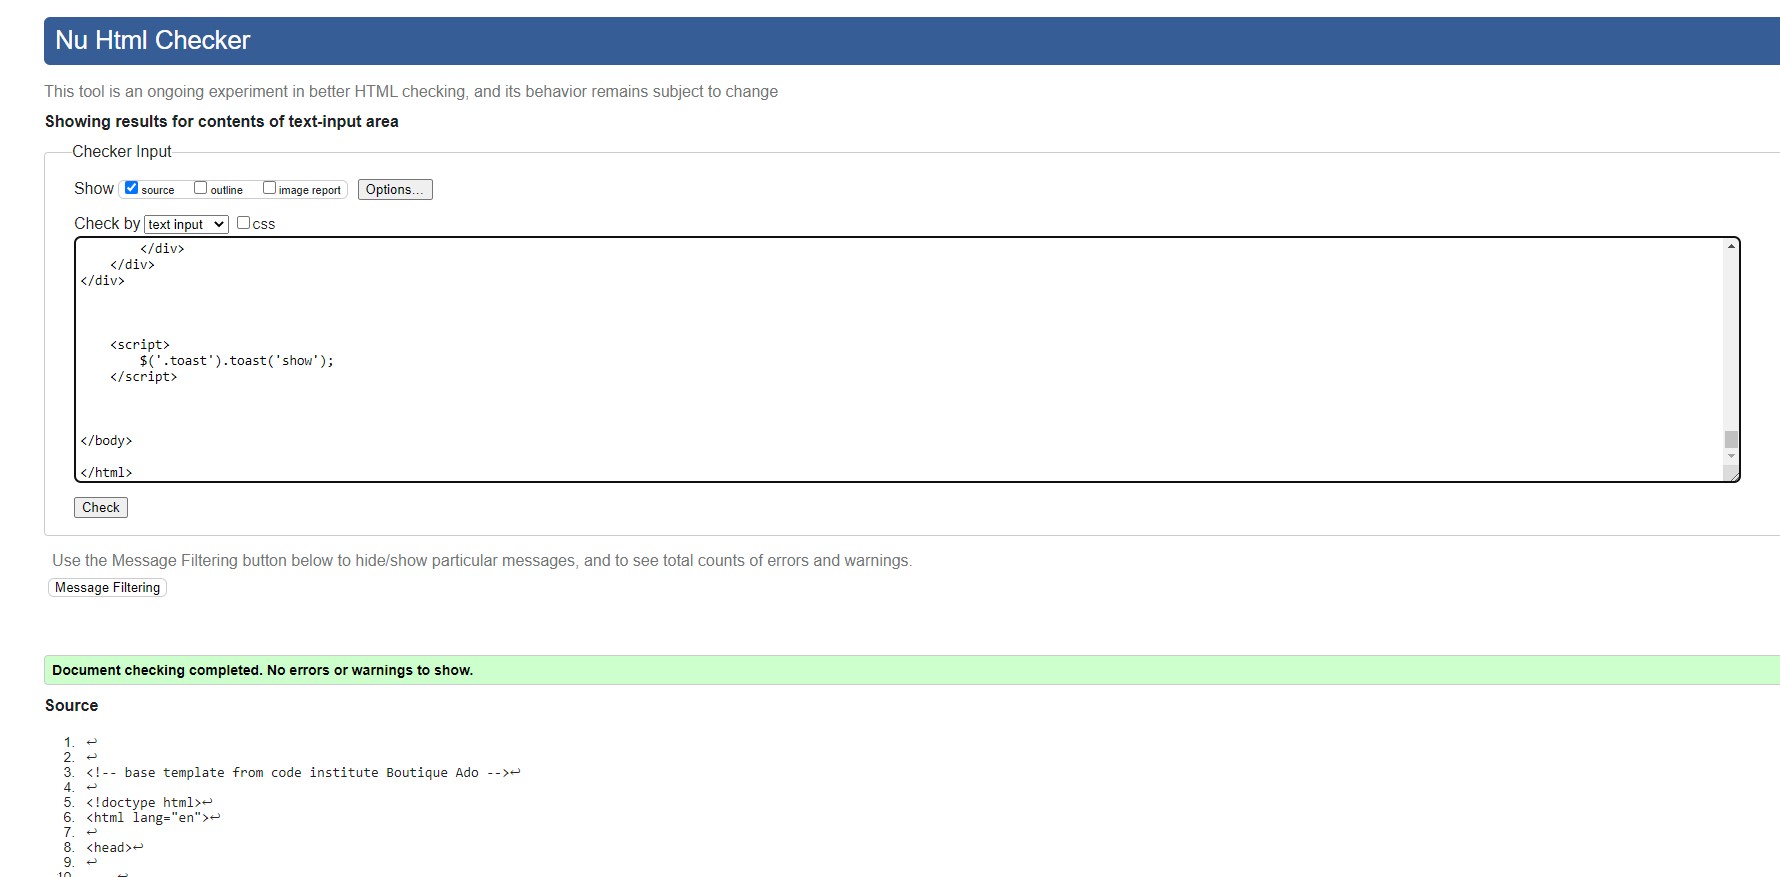 Nu Html Checker
This tool is an ongoing experiment in better HTML checking, and its behavior remains subject to change
Showing results for contents of text-input area
Checker Input
Show source outline image report Options...
Check by text input css
</div>
</div>
</div>
<script>
$('.toast').toast('show');
</script>
</body>
</html>
Check
Use the Message Filtering button below to hide/show particular messages, and to see total counts of errors and warnings.
Message Filtering
Document checking completed. No errors or warnings to show.
Source
1. ↩
2. ↩
3. <!-- base template from code institute Boutique Ado -->↩
4. ↩
5. <!doctype html>↩
6. <html lang="en">↩
7. ↩
8. <head>↩
9. ↩
10. ↩